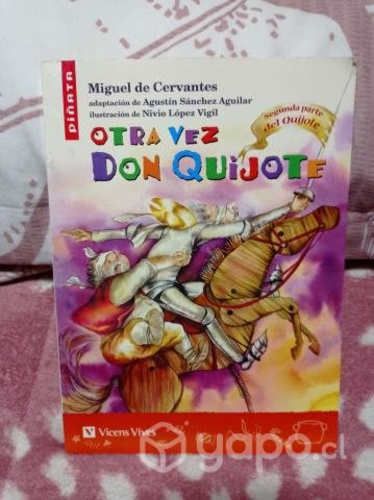 PIÑATA
Miguel de Cervantes
adaptación de Agustín Sánchez Aguilar
ilustración de Nivio López Vigil
Segunda parte
del Quijote
OTRA VEZ
DON QUIJOTE
Vicens Vives
yapo.cl